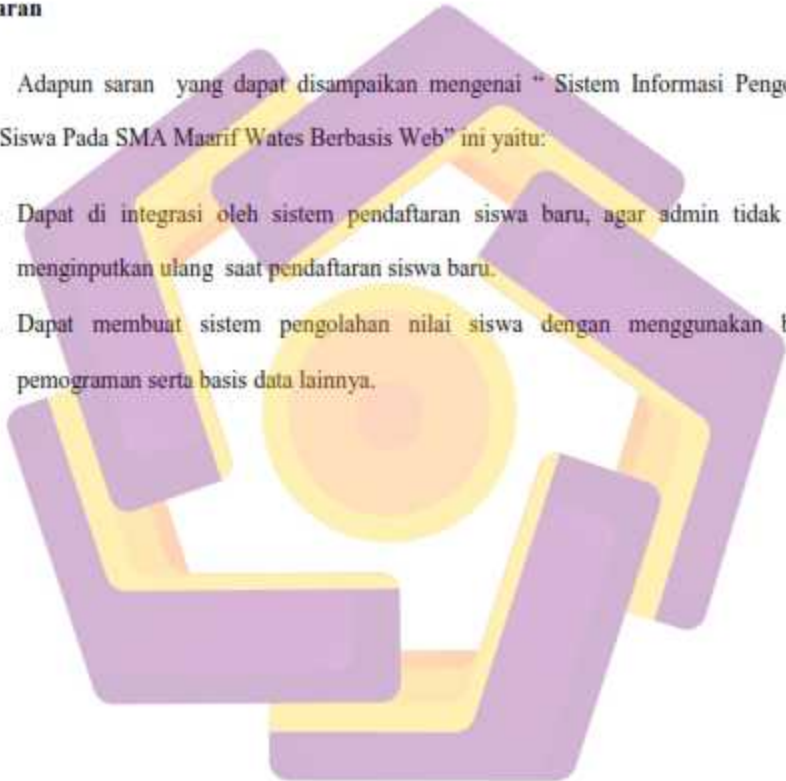 aran
Adapun saran yang dapat disampaikan mengenai “ Sistem Informasi Penge
Siswa Pada SMA Maarif Wates Berbasis Web” ini yaitu:
Dapat di integrasi oleh sistem pendaftaran siswa baru, agar admin tidak
menginputkan ulang saat pendaftaran siswa baru.
Dapat membuat sistem pengolahan nilai siswa dengan menggunakan b
pemograman serta basis data lainnya.